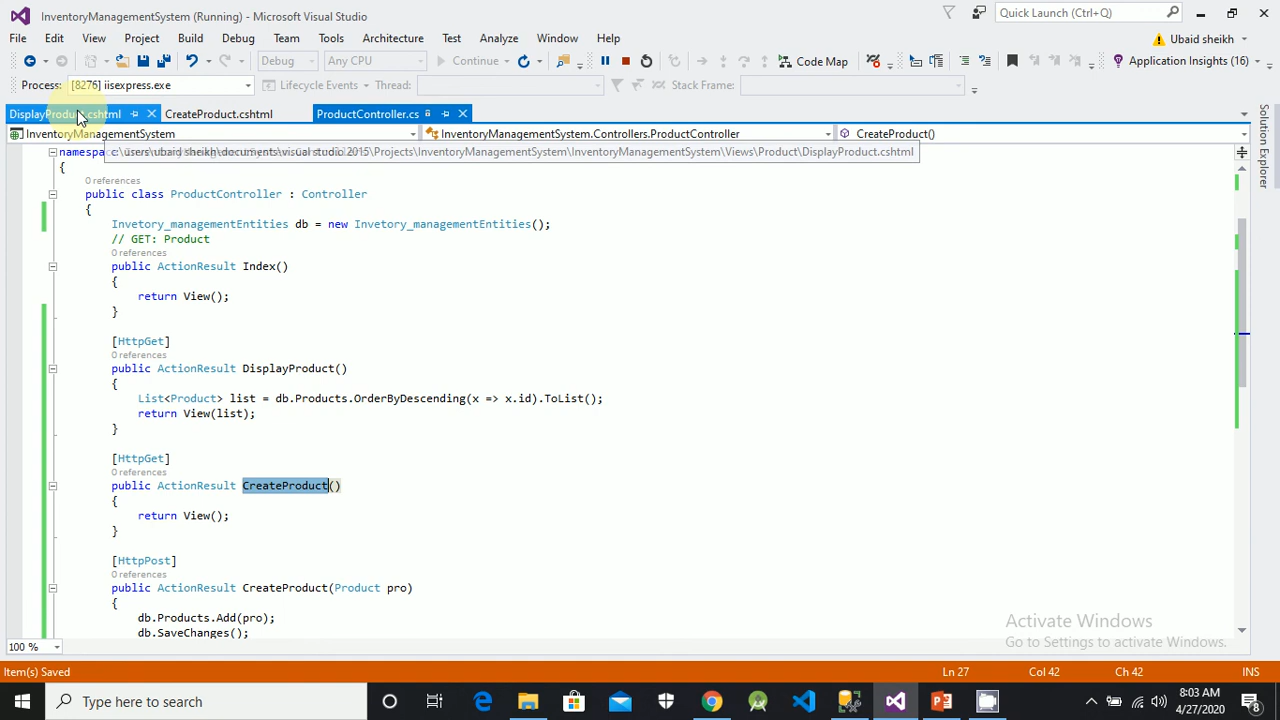 InventoryManagementSystem (Running) - Microsoft Visual Studio
Quick Launch (Ctrl+Q)
File Edit View Project Build Debug Team Tools Architecture Test Analyze Window Help
Ubaid sheikh
Debug Any CPU Continue Code Map Application Insights (16)
Process: [8276] iisexpress.exe Lifecycle Events Thread: Stack Frame:
DisplayProduct.cshtml CreateProduct.cshtml ProductController.cs
InventoryManagementSystem InventoryManagementSystem.Controllers.ProductController CreateProduct()
Solution Explorer
namespace
c:\users\ubaid sheikh\documents\visual studio 2015\Projects\InventoryManagementSystem\InventoryManagementSystem\Views\Product\DisplayProduct.cshtml
{
0 references
public class ProductController : Controller
{
Invetory_managementEntities db = new Invetory_managementEntities();
// GET: Product
0 references
public ActionResult Index()
{
return View();
}
[HttpGet]
0 references
public ActionResult DisplayProduct()
{
List<Product> list = db.Products.OrderByDescending(x => x.id).ToList();
return View(list);
}
[HttpGet]
0 references
public ActionResult CreateProduct()
{
return View();
}
[HttpPost]
0 references
public ActionResult CreateProduct(Product pro)
{
db.Products.Add(pro);
db.SaveChanges();
Activate Windows
Go to Settings to activate Windows.
100 %
Item(s) Saved Ln 27 Col 42 Ch 42 INS
Type here to search
8:03 AM
4/27/2020
8